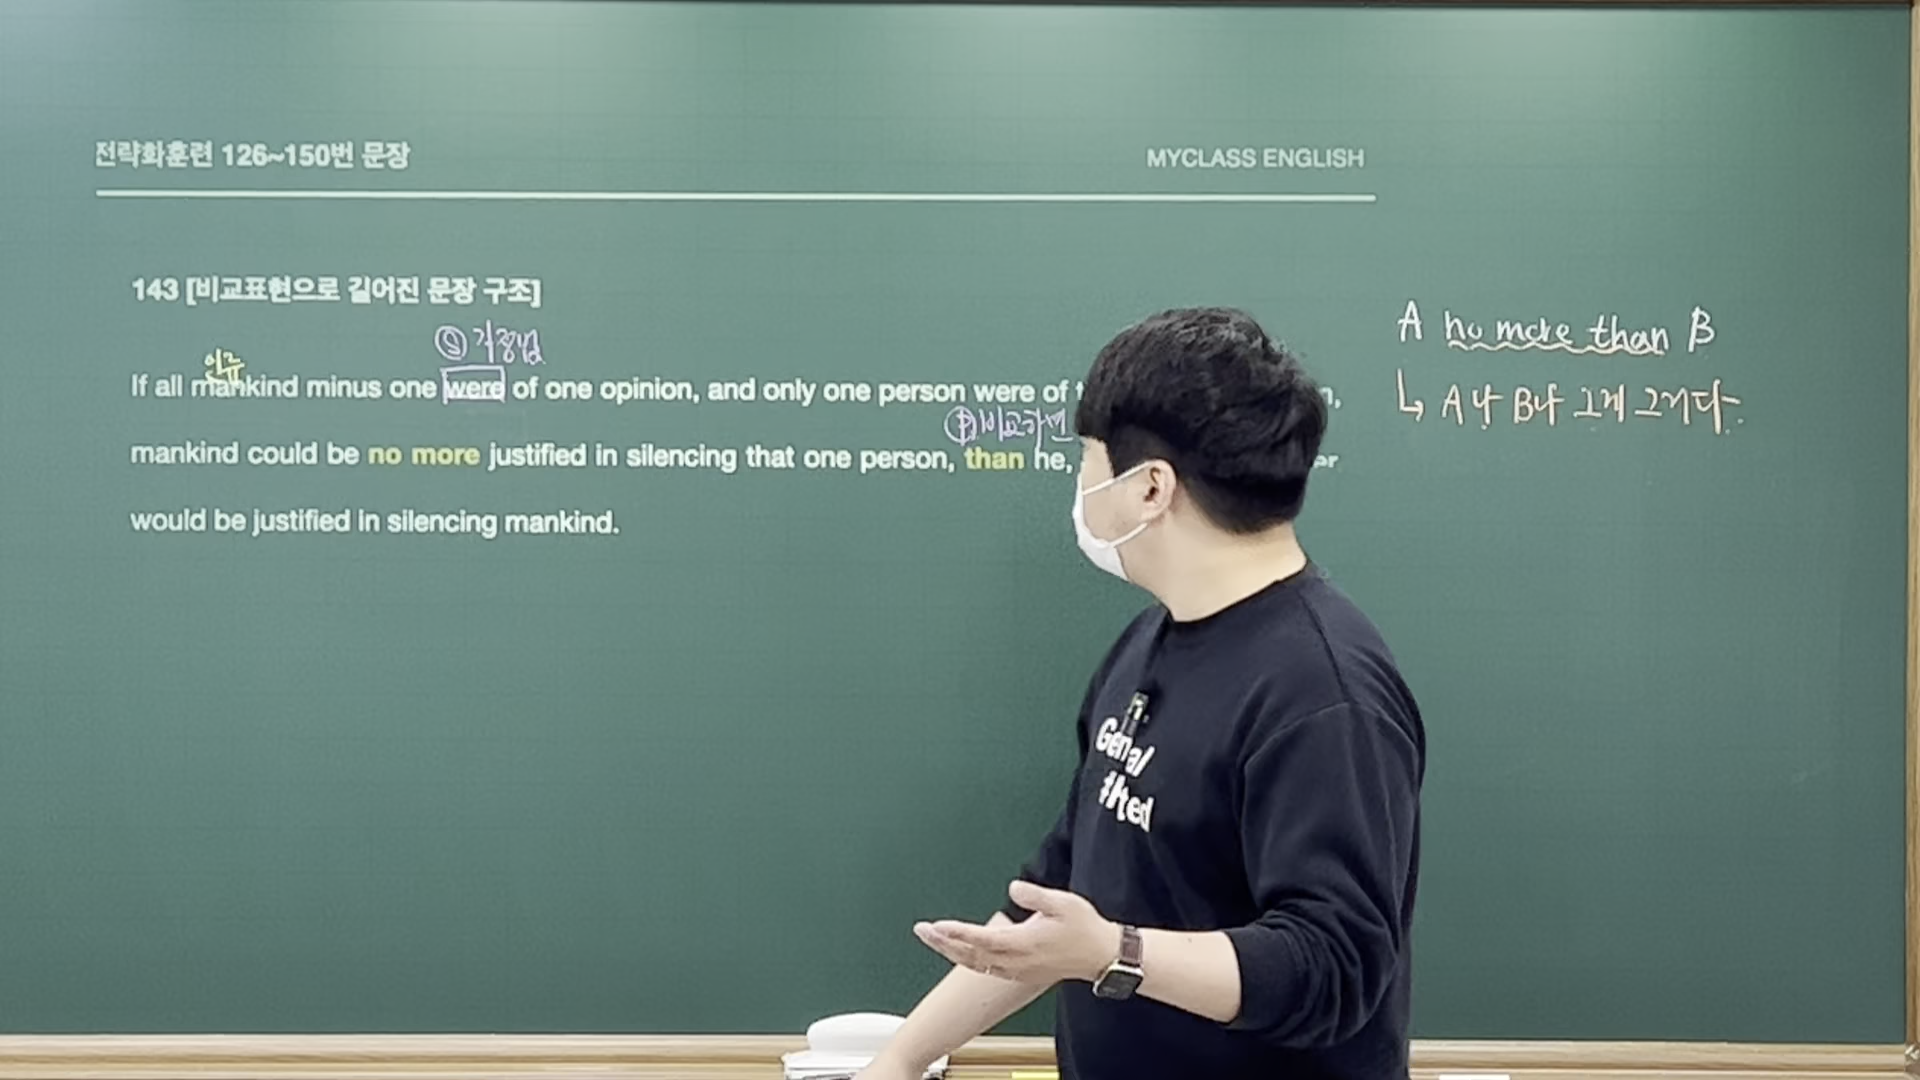 전략화훈련 126~150번 문장
MYCLASS ENGLISH
143 [비교표현으로 길어진 문장 구조]
Ⓢ 가정법
인류
If all mankind minus one were of one opinion, and only one person were of
Ⓟ 비교하면
mankind could be no more justified in silencing that one person, than he,
would be justified in silencing mankind.
A no more than B
↳ A나 B나 그게 그거다